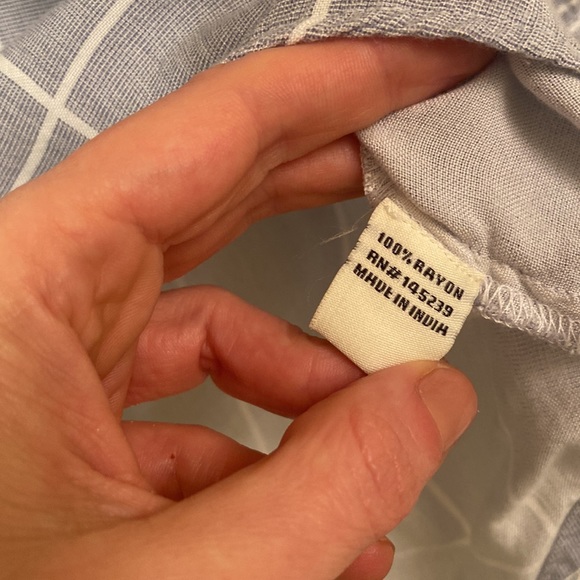 100% RAYON
RN# 145239
MADE IN INDIA